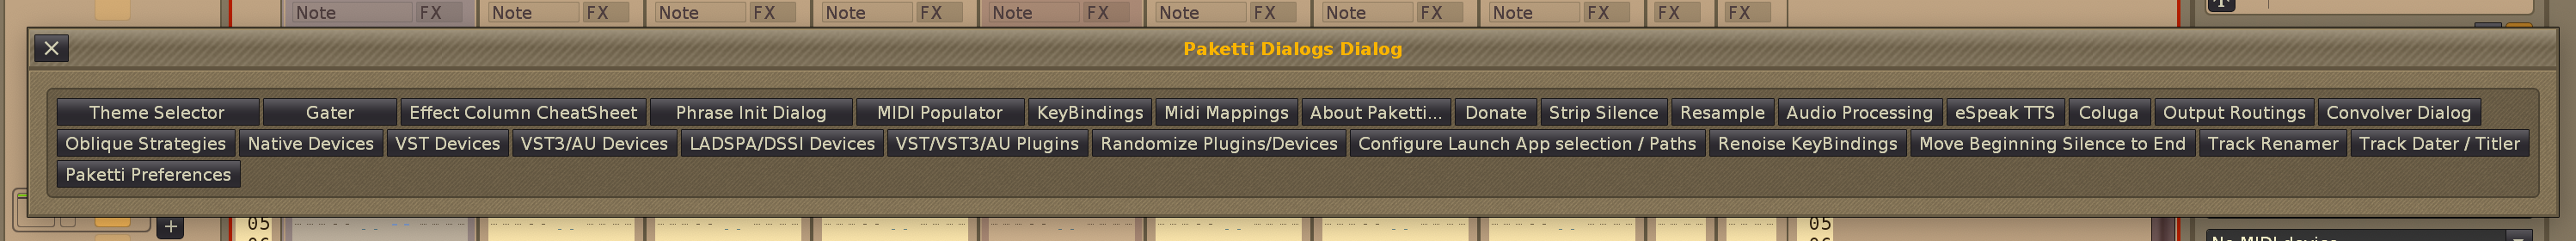 Note FX Note FX Note FX Note FX Note FX Note FX Note FX Note FX FX FX
Paketti Dialogs Dialog
Theme Selector Gater Effect Column CheatSheet Phrase Init Dialog MIDI Populator KeyBindings Midi Mappings About Paketti... Donate Strip Silence Resample Audio Processing eSpeak TTS Coluga Output Routings Convolver Dialog
Oblique Strategies Native Devices VST Devices VST3/AU Devices LADSPA/DSSI Devices VST/VST3/AU Plugins Randomize Plugins/Devices Configure Launch App selection / Paths Renoise KeyBindings Move Beginning Silence to End Track Renamer Track Dater / Titler
Paketti Preferences
05 05